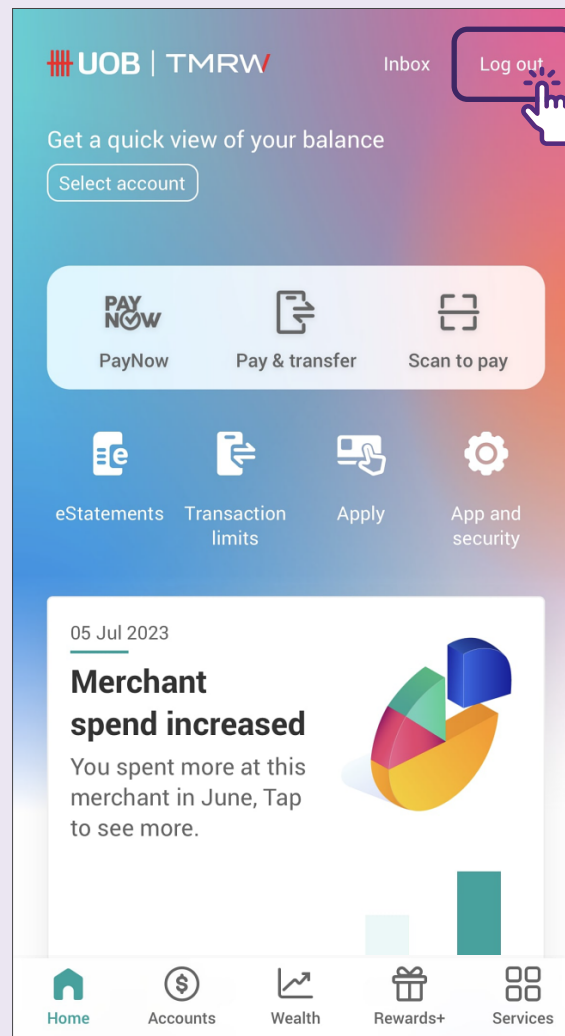 UOB | TMRW
Inbox
Log out
Get a quick view of your balance
Select account
PAY
NOW
PayNow
Pay & transfer
Scan to pay
e
eStatements
Transaction
limits
Apply
App and
security
05 Jul 2023
Merchant
spend increased
You spent more at this
merchant in June, Tap
to see more.
$
Home
Accounts
Wealth
Rewards+
Services